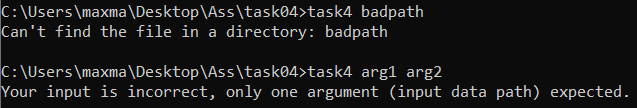 C:\Users\maxma\Desktop\Ass\task04>task4 badpath
Can't find the file in a directory: badpath
C:\Users\maxma\Desktop\Ass\task04>task4 arg1 arg2
Your input is incorrect, only one argument (input data path) expected.